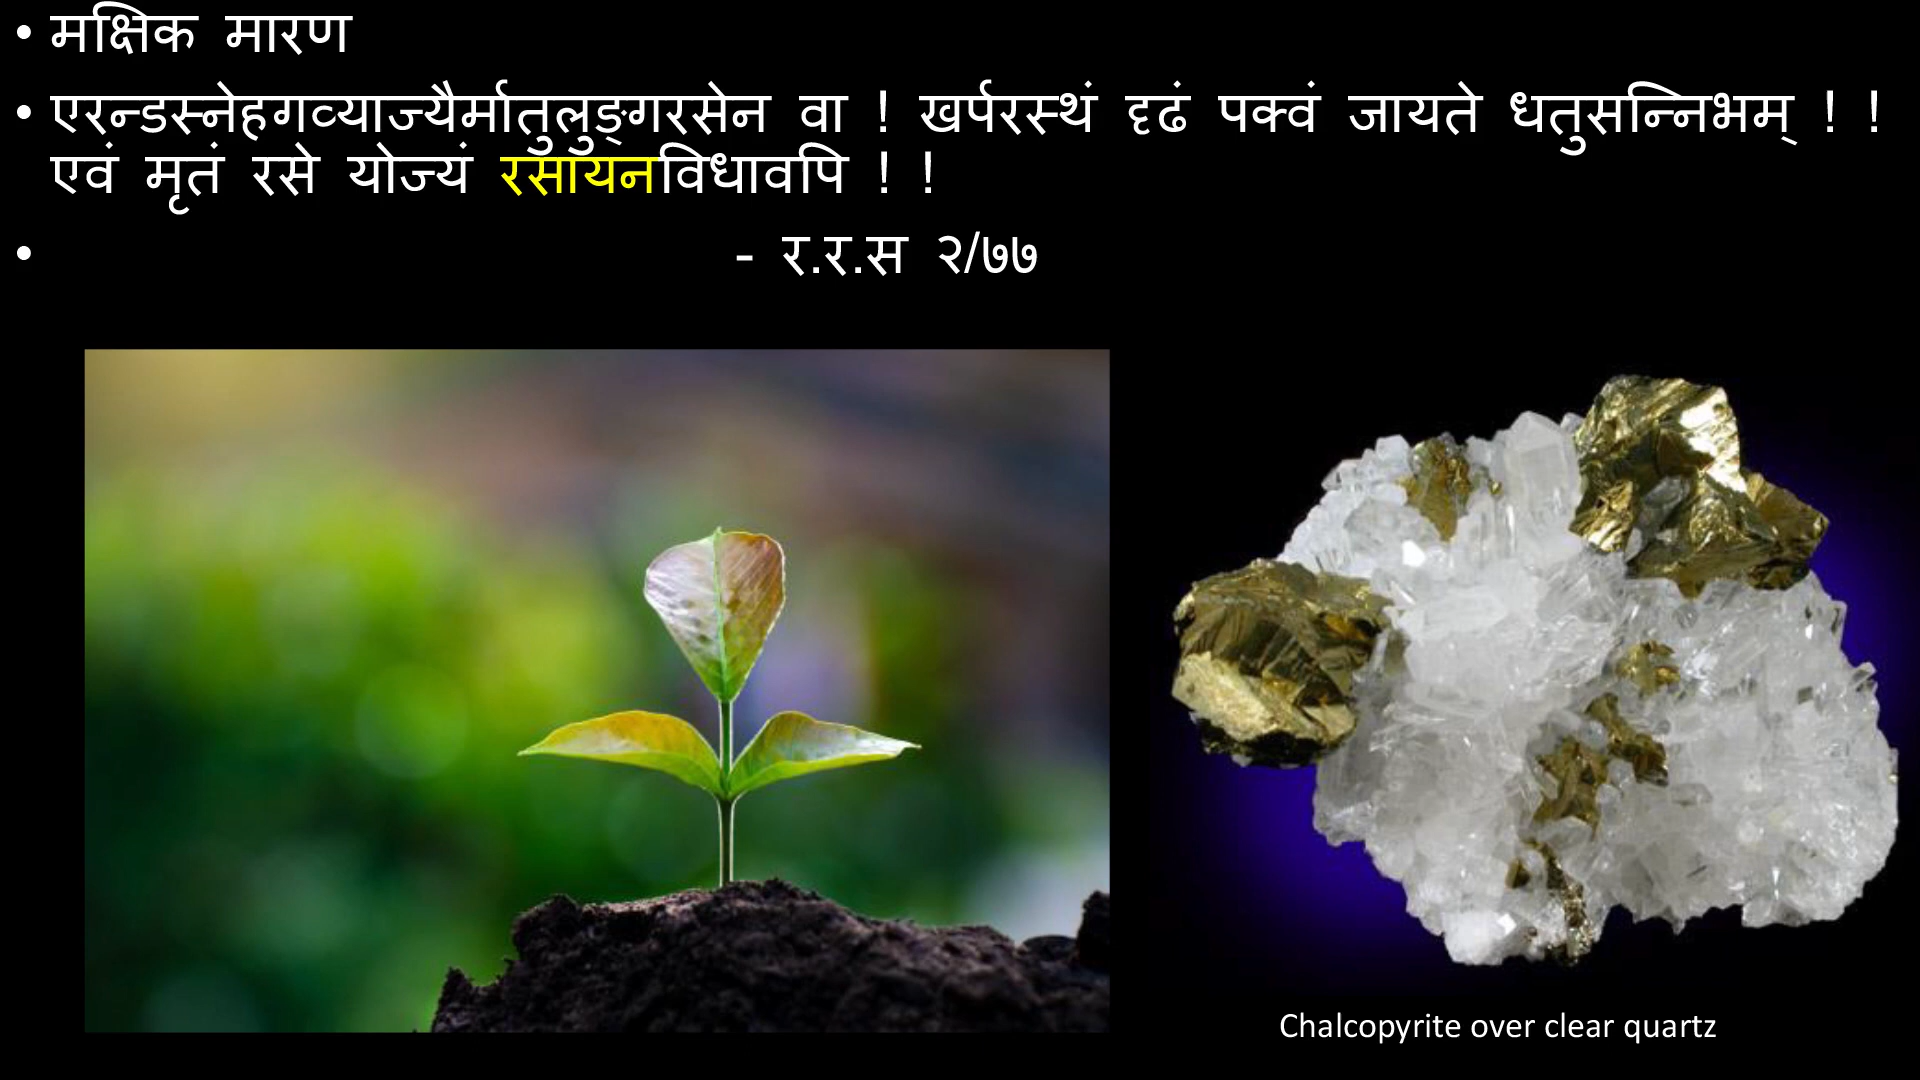 • मक्षिक मारण
• एरन्डस्नेहगव्याज्यैर्मातुलुङ्गरसेन वा ! खर्परस्थं दृढं पक्वं जायते धतुसन्निभम् ! !
एवं मृतं रसे योज्यं रसायनविधावपि ! !
• - र.र.स २/७७
Chalcopyrite over clear quartz